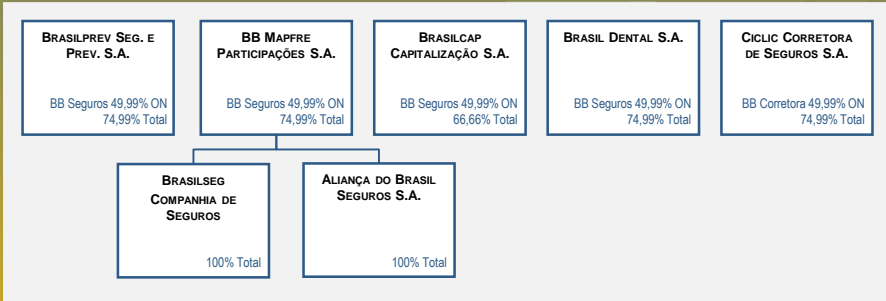 BRASILPREV SEG. E
PREV. S.A.
BB Seguros 49,99% ON
74,99% Total
BB MAPFRE
PARTICIPAÇÕES S.A.
BB Seguros 49,99% ON
74,99% Total
BRASILCAP
CAPITALIZAÇÃO S.A.
BB Seguros 49,99% ON
66,66% Total
BRASIL DENTAL S.A.
BB Seguros 49,99% ON
74,99% Total
CICLIC CORRETORA
DE SEGUROS S.A.
BB Corretora 49,99% ON
74,99% Total
BRASILSEG
COMPANHIA DE
SEGUROS
100% Total
ALIANÇA DO BRASIL
SEGUROS S.A.
100% Total